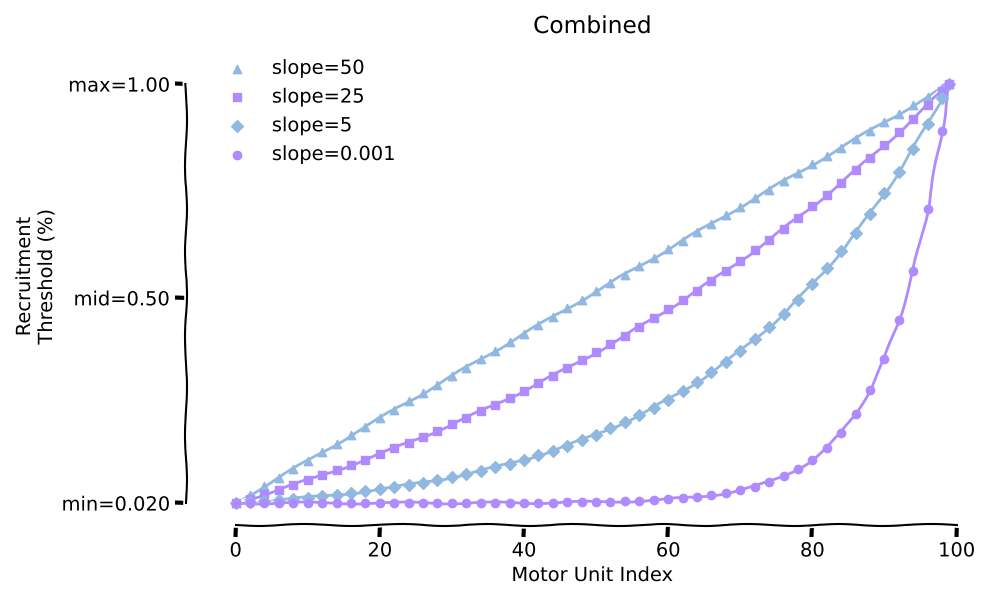 Combined
slope=50
slope=25
slope=5
slope=0.001
max=1.00
mid=0.50
min=0.020
Recruitment
Threshold (%)
0
20
40
60
80
100
Motor Unit Index